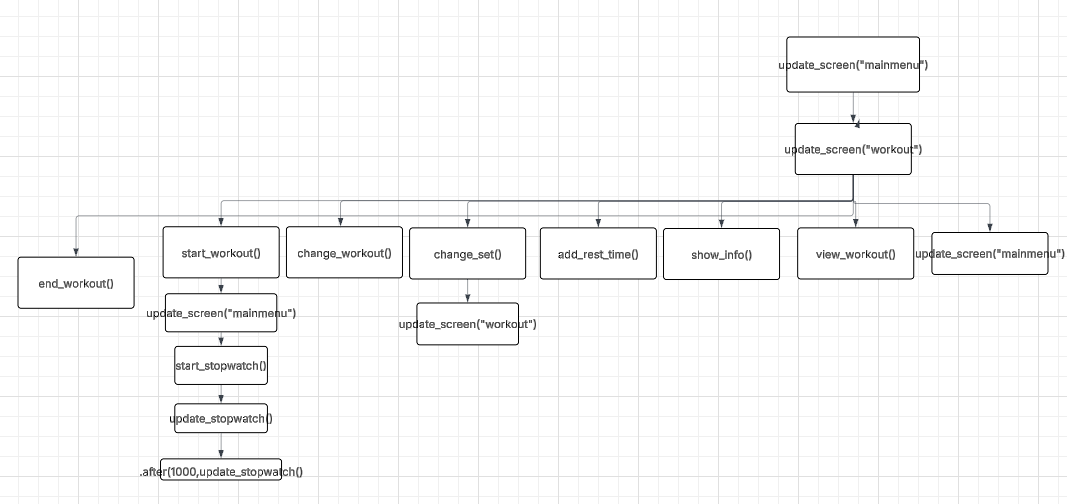 update_screen("mainmenu")
update_screen("workout")
start_workout()
change_workout()
change_set()
add_rest_time()
show_info()
view_workout()
update_screen("mainmenu")
end_workout()
update_screen("mainmenu")
update_screen("workout")
start_stopwatch()
update_stopwatch()
.after(1000,update_stopwatch()